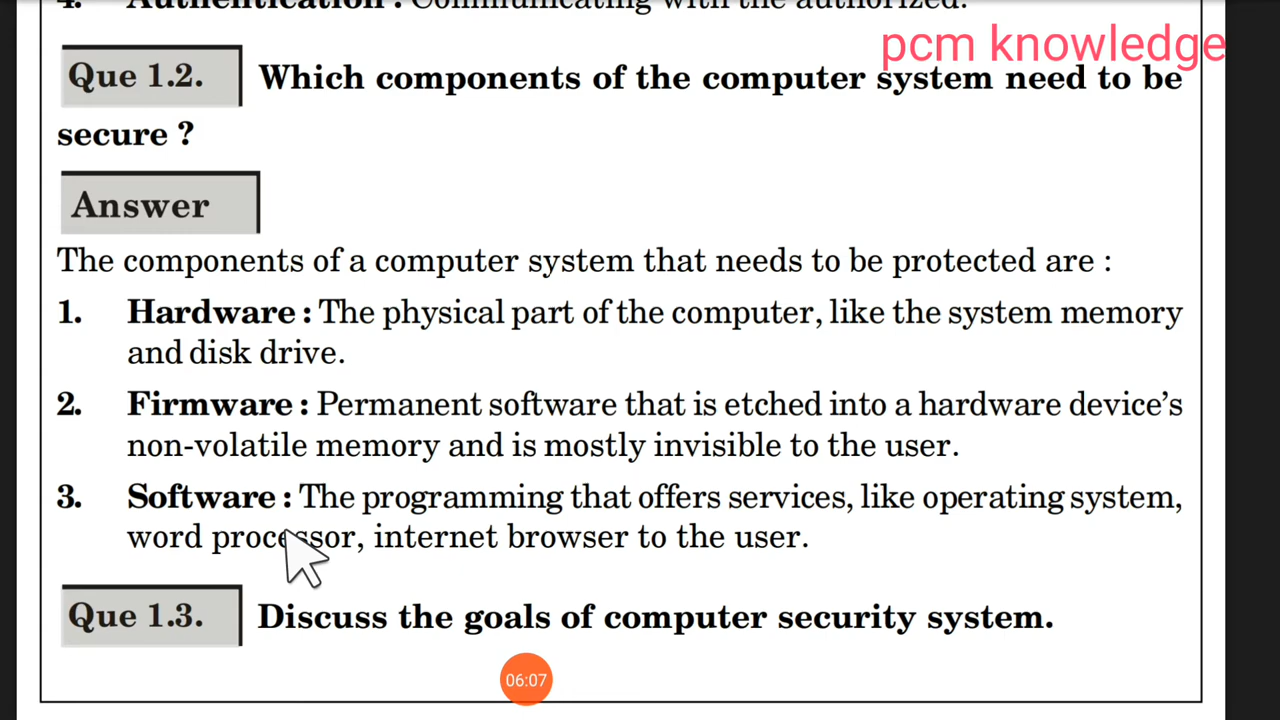 4. Authentication : Communicating with the authorized.
pcm knowledge
Que 1.2. Which components of the computer system need to be
secure ?
Answer
The components of a computer system that needs to be protected are :
1. Hardware : The physical part of the computer, like the system memory
and disk drive.
2. Firmware : Permanent software that is etched into a hardware device's
non-volatile memory and is mostly invisible to the user.
3. Software : The programming that offers services, like operating system,
word processor, internet browser to the user.
Que 1.3. Discuss the goals of computer security system.
06:07